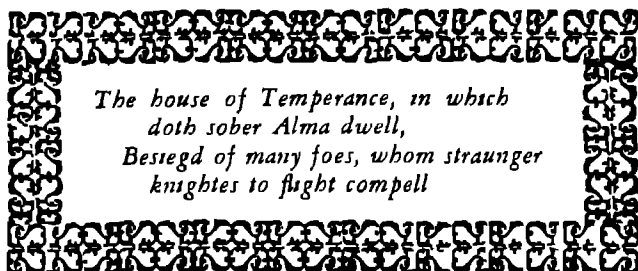 The house of Temperance, in which
doth sober Alma dwell,
Besiegd of many foes, whom straunger
knightes to flight compell